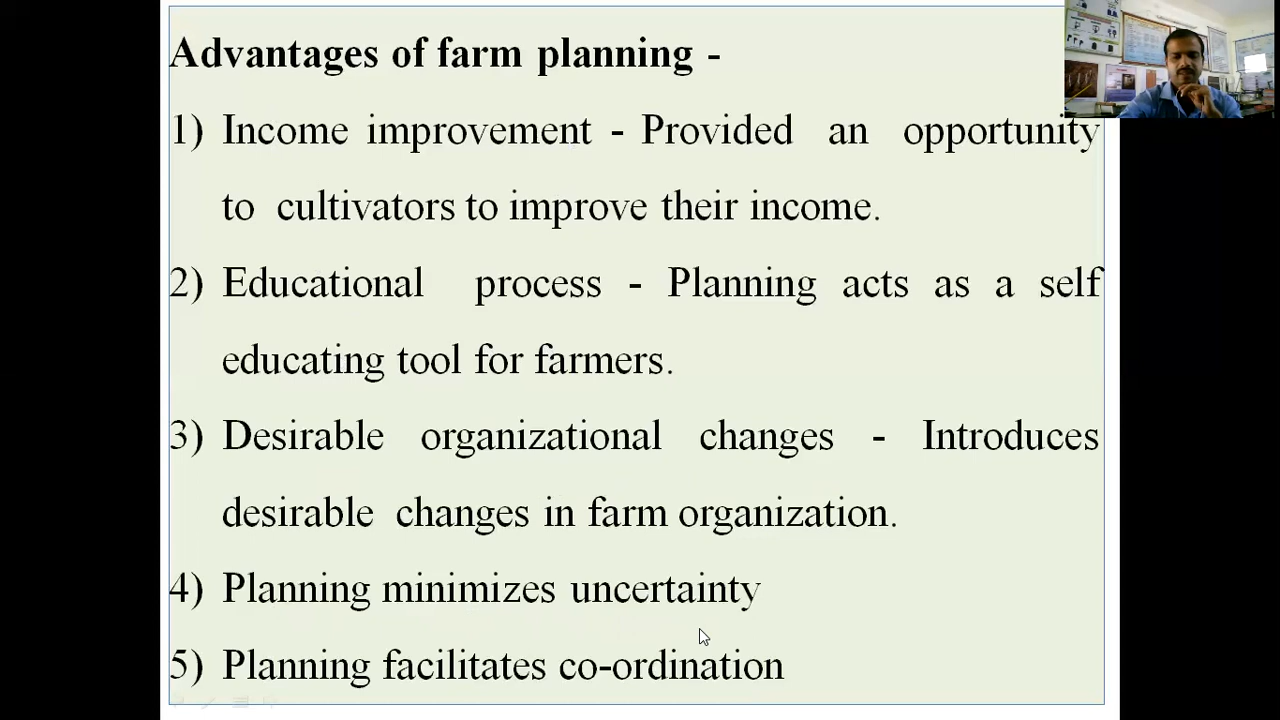 Advantages of farm planning -
1) Income improvement - Provided an opportunity
to cultivators to improve their income.
2) Educational process - Planning acts as a self
educating tool for farmers.
3) Desirable organizational changes - Introduces
desirable changes in farm organization.
4) Planning minimizes uncertainty
5) Planning facilitates co-ordination